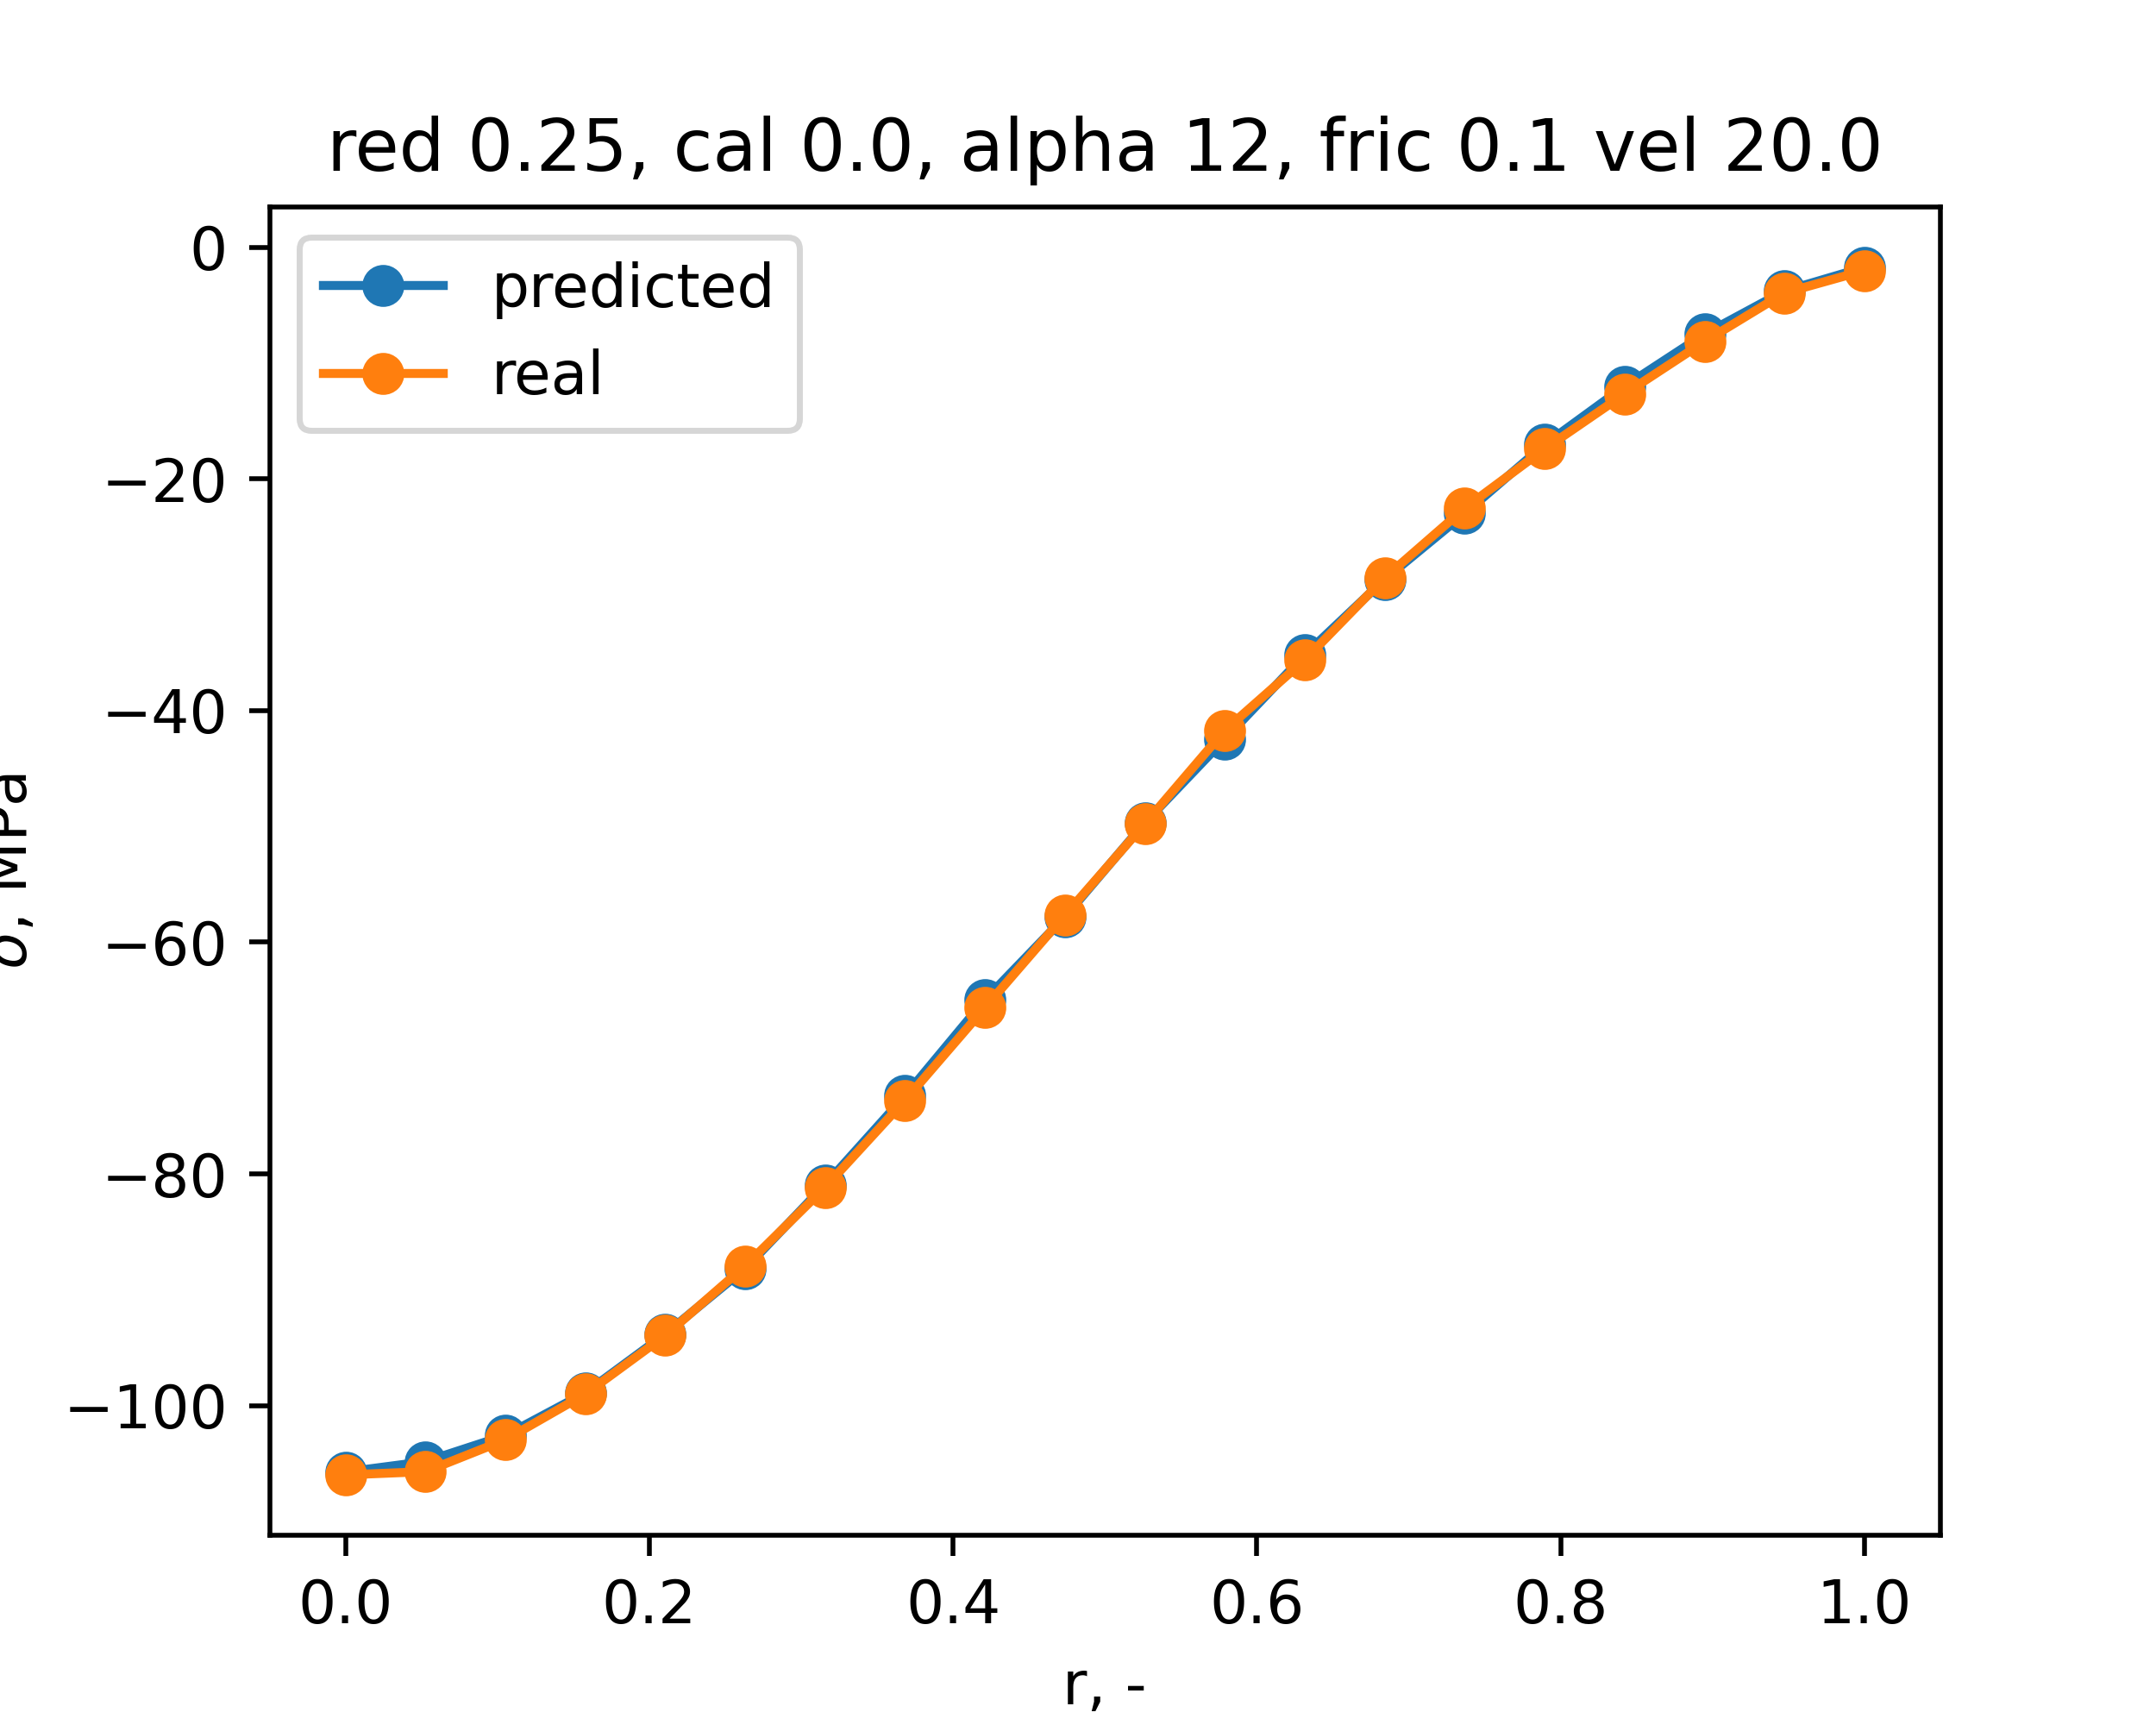 red 0.25, cal 0.0, alpha 12, fric 0.1 vel 20.0
predicted
real
0
−20
−40
−60
−80
−100
σ, MPa
0.0 0.2 0.4 0.6 0.8 1.0
r, -